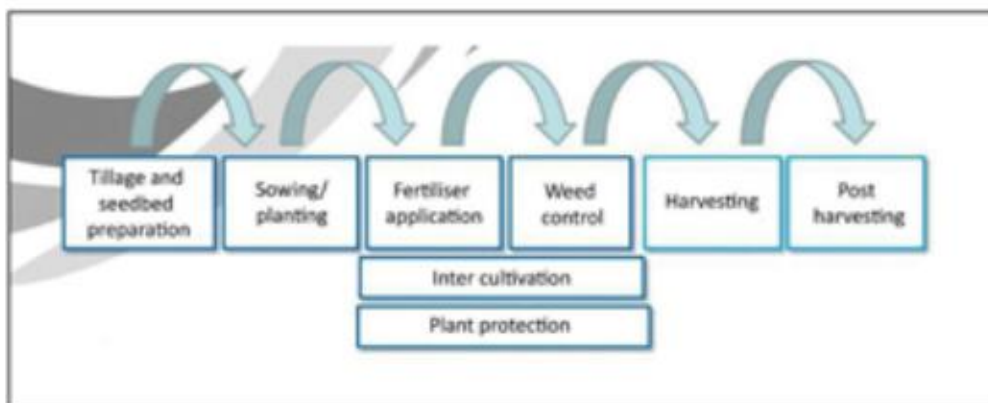 Tillage and
seedbed
preparation
Sowing/
planting
Fertiliser
application
Weed
control
Harvesting
Post
harvesting
Inter cultivation
Plant protection